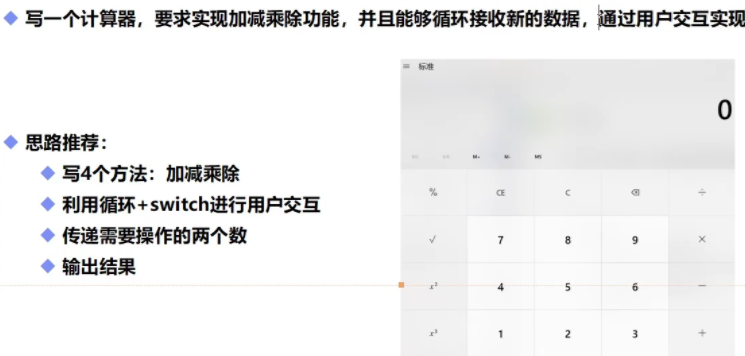 写一个计算器，要求实现加减乘除功能，并且能够循环接收新的数据，通过用户交互实现
标准
0
思路推荐：
写4个方法：加减乘除
M+ M- MS
利用循环+switch进行用户交互
% CE C ÷
传递需要操作的两个数
√ 7 8 9 ×
输出结果
x² 4 5 6 −
x³ 1 2 3 +